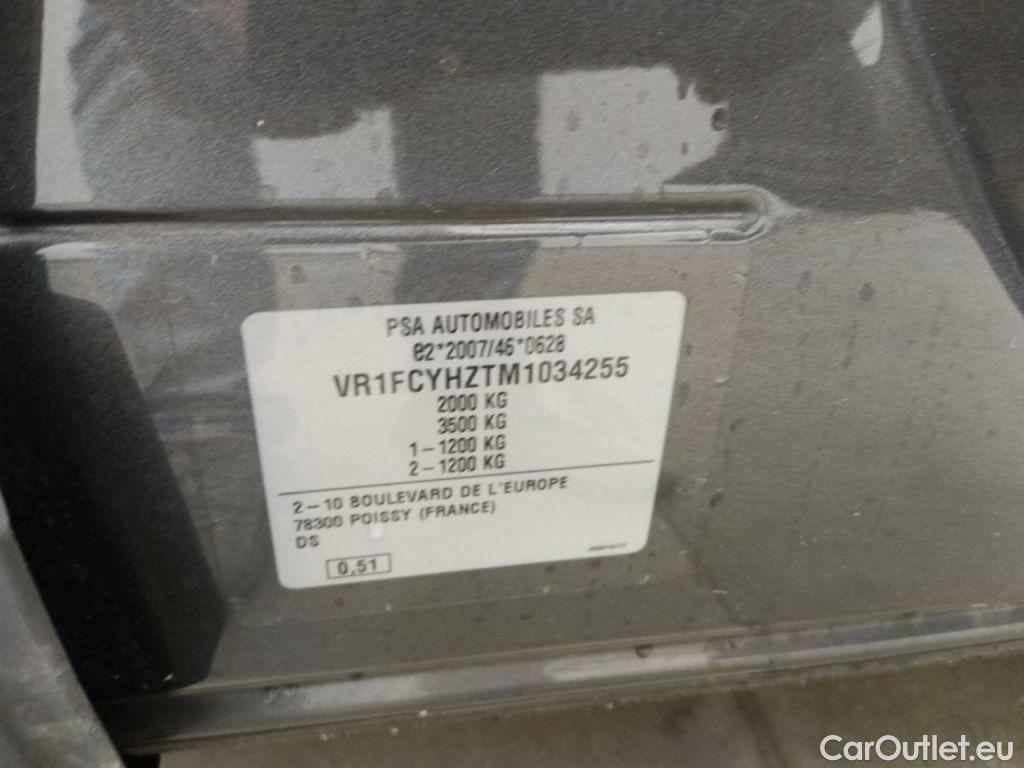 PSA AUTOMOBILES SA
e2*2007/46*0628
VR1FCYHZTM1034255
2000 KG
3500 KG
1-1200 KG
2-1200 KG
2-10 BOULEVARD DE L'EUROPE
78300 POISSY (FRANCE)
DS
0,51
CarOutlet.eu